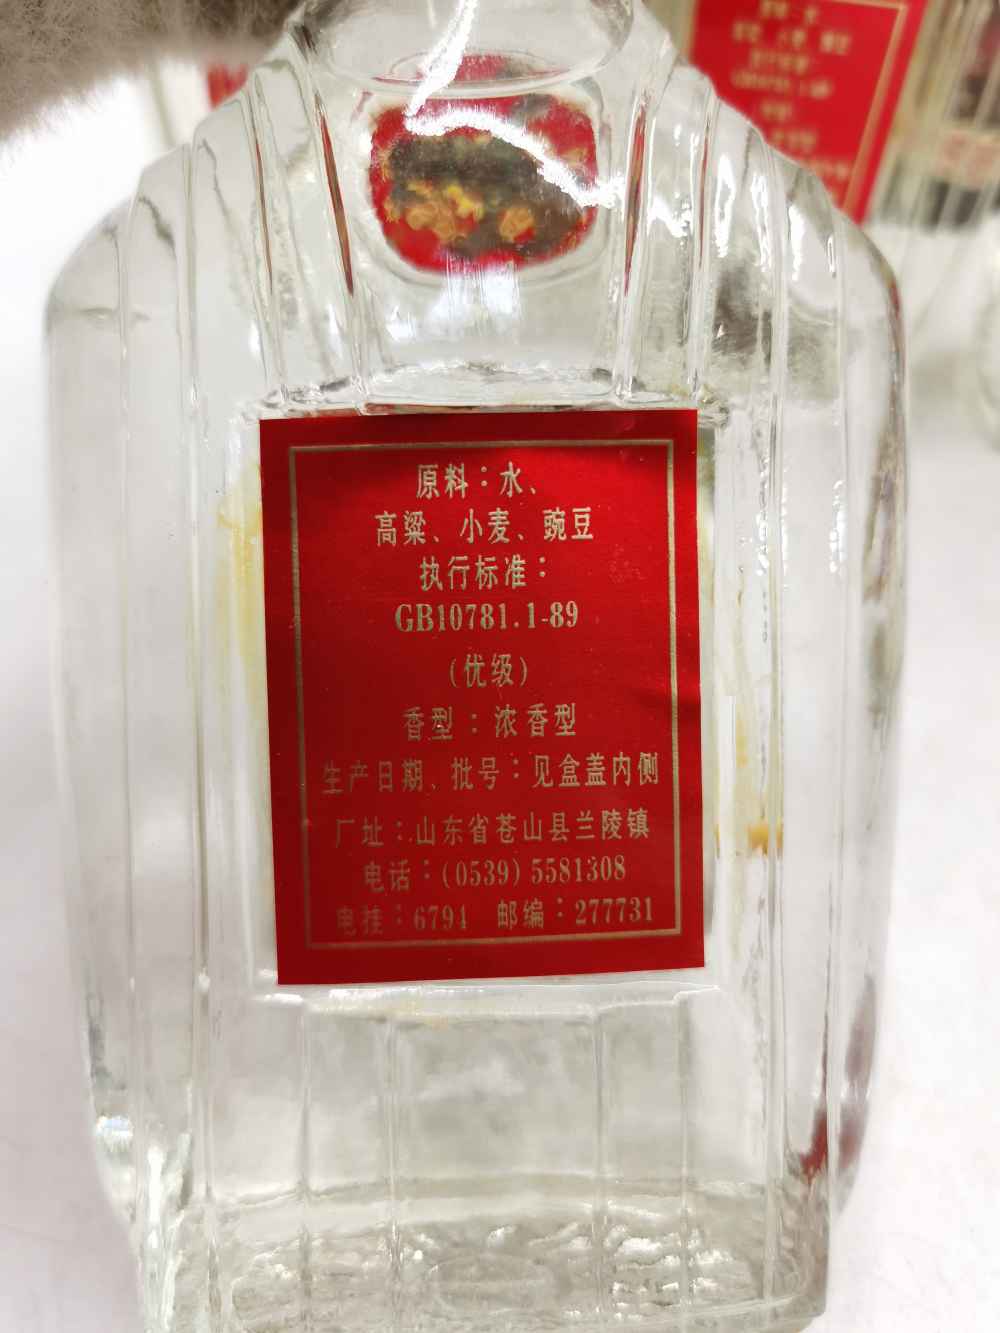 原料：水、
高粱、小麦、豌豆
执行标准：
GB10781.1-89
(优级)
香型：浓香型
生产日期、批号：见盒盖内侧
厂址：山东省苍山县兰陵镇
电话：(0539) 5581308
电挂：6794 邮编：277731